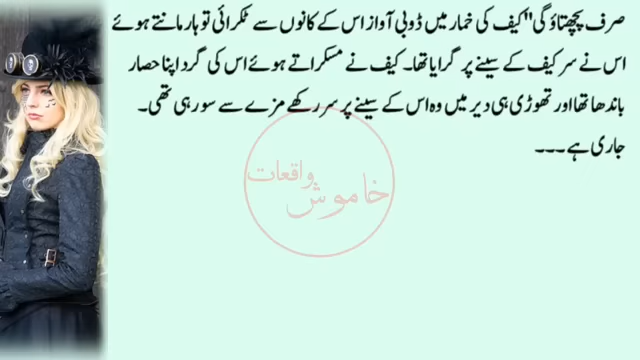 صرف پچھتاؤ گی" کیف کی خمار میں ڈوبی آواز اس کے کانوں سے ٹکرائی تو ہار مانتے ہوئے
اس نے سر کیف کے سینے پر گرایا تھا۔ کیف نے مسکراتے ہوئے اس کی گرد اپنا حصار
باندھا تھا اور تھوڑی ہی دیر میں وہ اس کے سینے پر سر رکھے مزے سے سو رہی تھی۔
جاری ہے ۔۔۔
خاموش واقعات